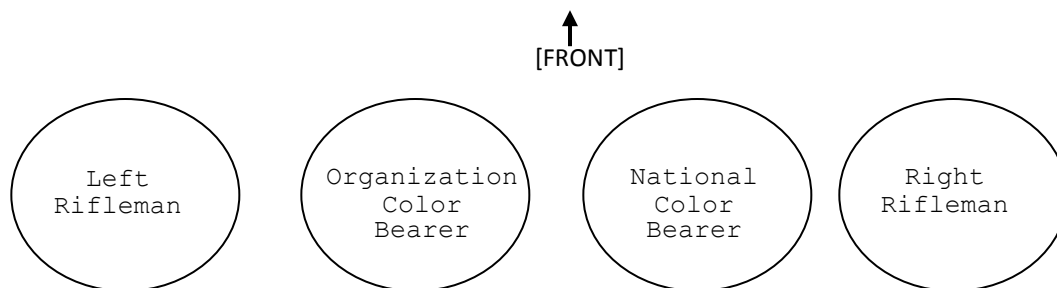 [FRONT]
Left
Rifleman
Organization
Color
Bearer
National
Color
Bearer
Right
Rifleman